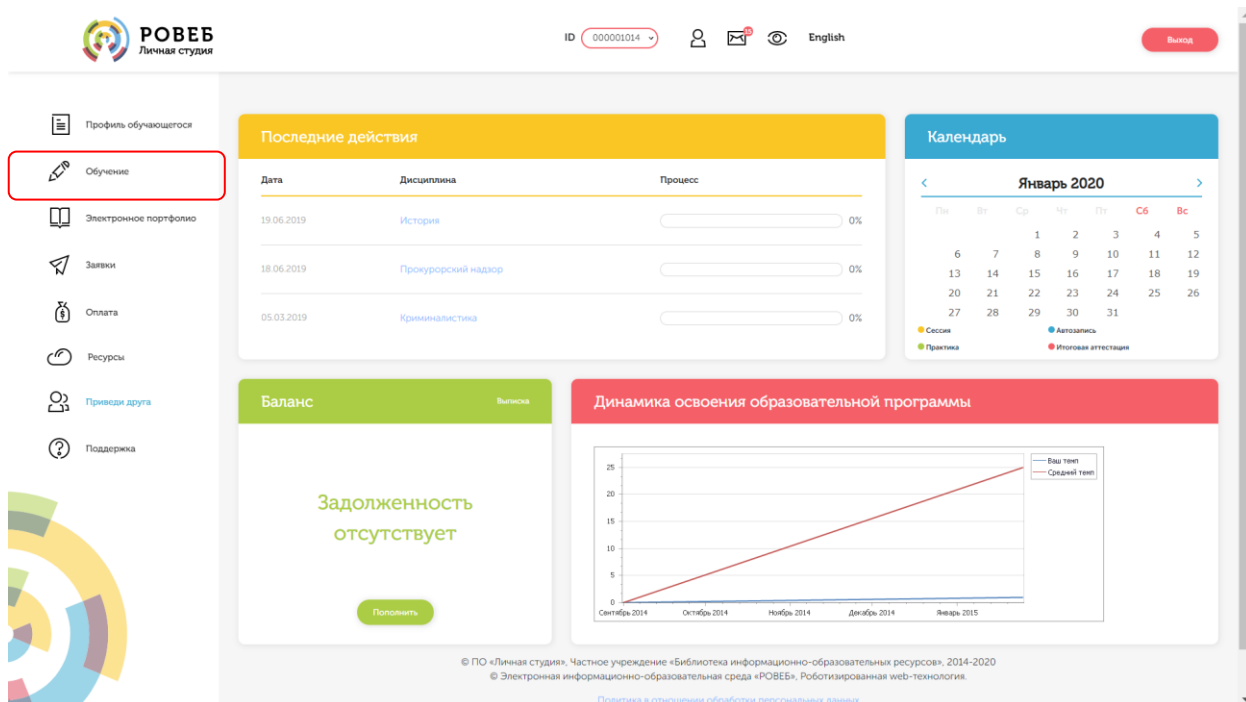 РОВЕБ
Личная студия
ID 000001014
35
English
Выход
Профиль обучающегося
Обучение
Электронное портфолио
Заявки
Оплата
Ресурсы
Приведи друга
Поддержка
Последние действия
Дата Дисциплина Процесс
19.06.2019 История 0%
18.06.2019 Прокурорский надзор 0%
05.03.2019 Криминалистика 0%
Календарь
< Январь 2020 >
Пн Вт Ср Чт Пт Сб Вс
1 2 3 4 5
6 7 8 9 10 11 12
13 14 15 16 17 18 19
20 21 22 23 24 25 26
27 28 29 30 31
Сессия Автозапись
Практика Итоговая аттестация
Баланс Выписка
Задолженность
отсутствует
Пополнить
Динамика освоения образовательной программы
Ваш темп
Средний темп
25
20
15
10
5
0
Сентябрь 2014 Октябрь 2014 Ноябрь 2014 Декабрь 2014 Январь 2015
© ПО «Личная студия», Частное учреждение «Библиотека информационно-образовательных ресурсов», 2014-2020
© Электронная информационно-образовательная среда «РОВЕБ», Роботизированная web-технология.
Политика в отношении обработки персональных данных